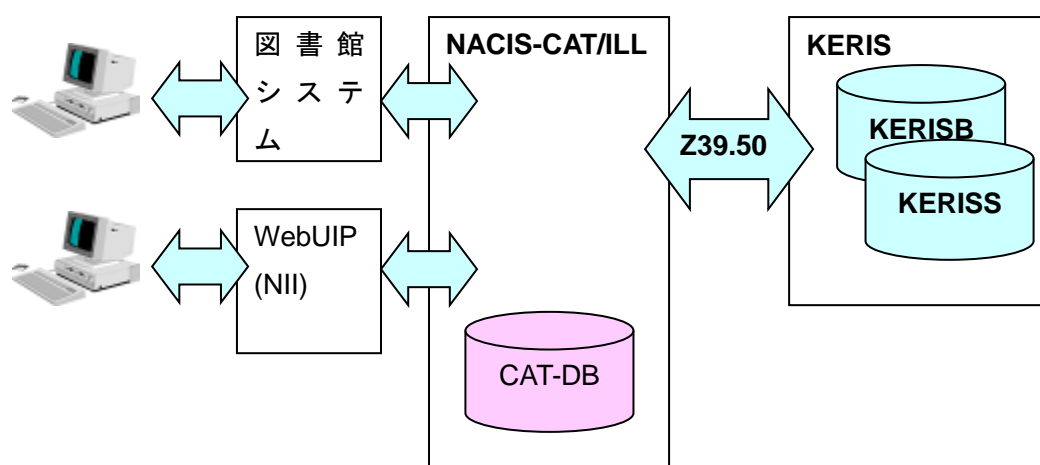 図書館
システ
ム
NACIS-CAT/ILL
KERIS
KERISB
Z39.50
KERISS
WebUIP
(NII)
CAT-DB